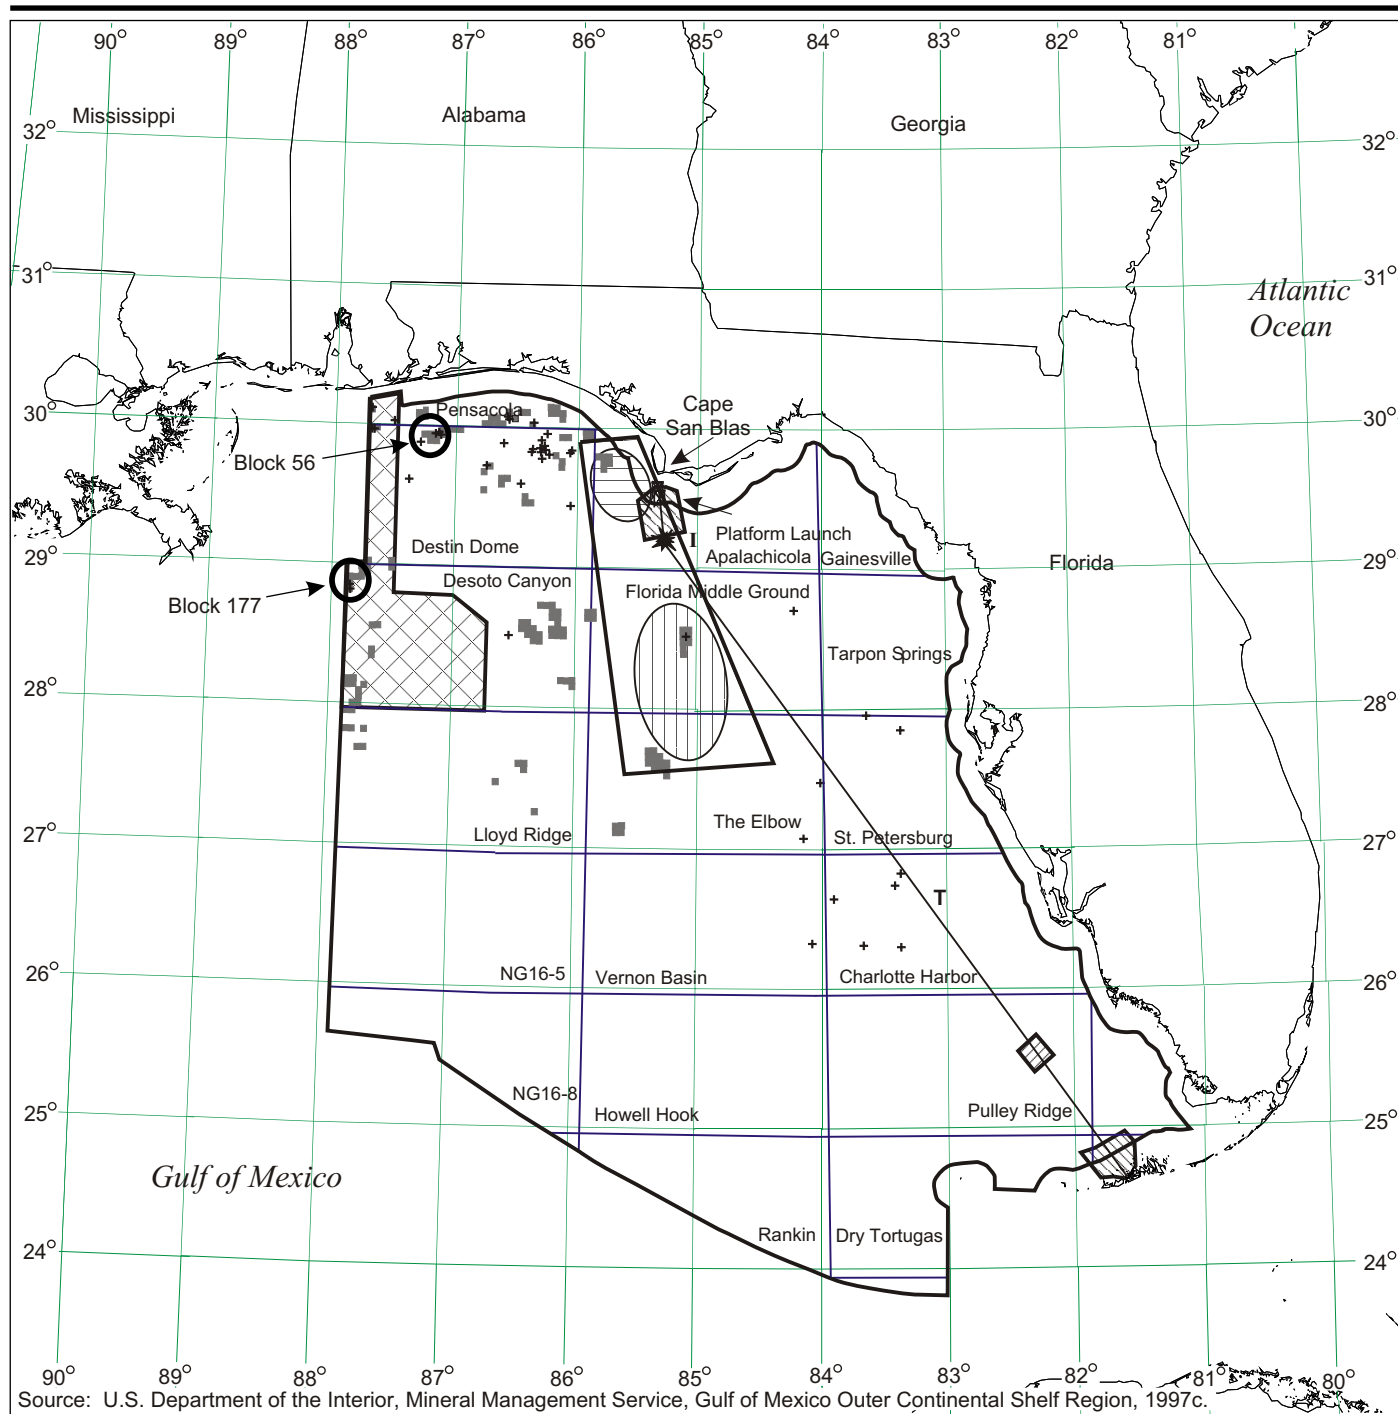 90° 89° 88° 87° 86° 85° 84° 83° 82° 81°
Mississippi
Alabama
Georgia
32°
32°
31°
31°
Atlantic
Ocean
30°
30°
Pensacola
Cape
San Blas
Block 56
Platform Launch
I
Destin Dome
Apalachicola
Gainesville
29°
29°
Florida
Desoto Canyon
Florida Middle Ground
Block 177
Tarpon Springs
28°
28°
27°
27°
Lloyd Ridge
The Elbow
St. Petersburg
T
26°
26°
NG16-5
Vernon Basin
Charlotte Harbor
25°
25°
NG16-8
Howell Hook
Pulley Ridge
Gulf of Mexico
Rankin
Dry Tortugas
24°
24°
90° 89° 88° 87° 86° 85° 84° 83° 82° 81° 80°
Source: U.S. Department of the Interior, Mineral Management Service, Gulf of Mexico Outer Continental Shelf Region, 1997c.